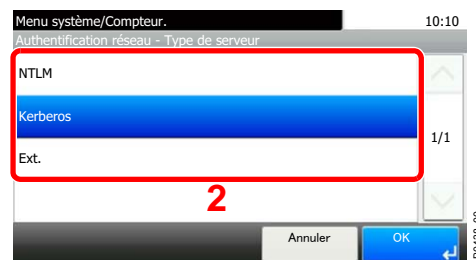 Menu système/Compteur. 10:10
Authentification réseau - Type de serveur
NTLM
Kerberos
1/1
Ext.
2
Annuler OK